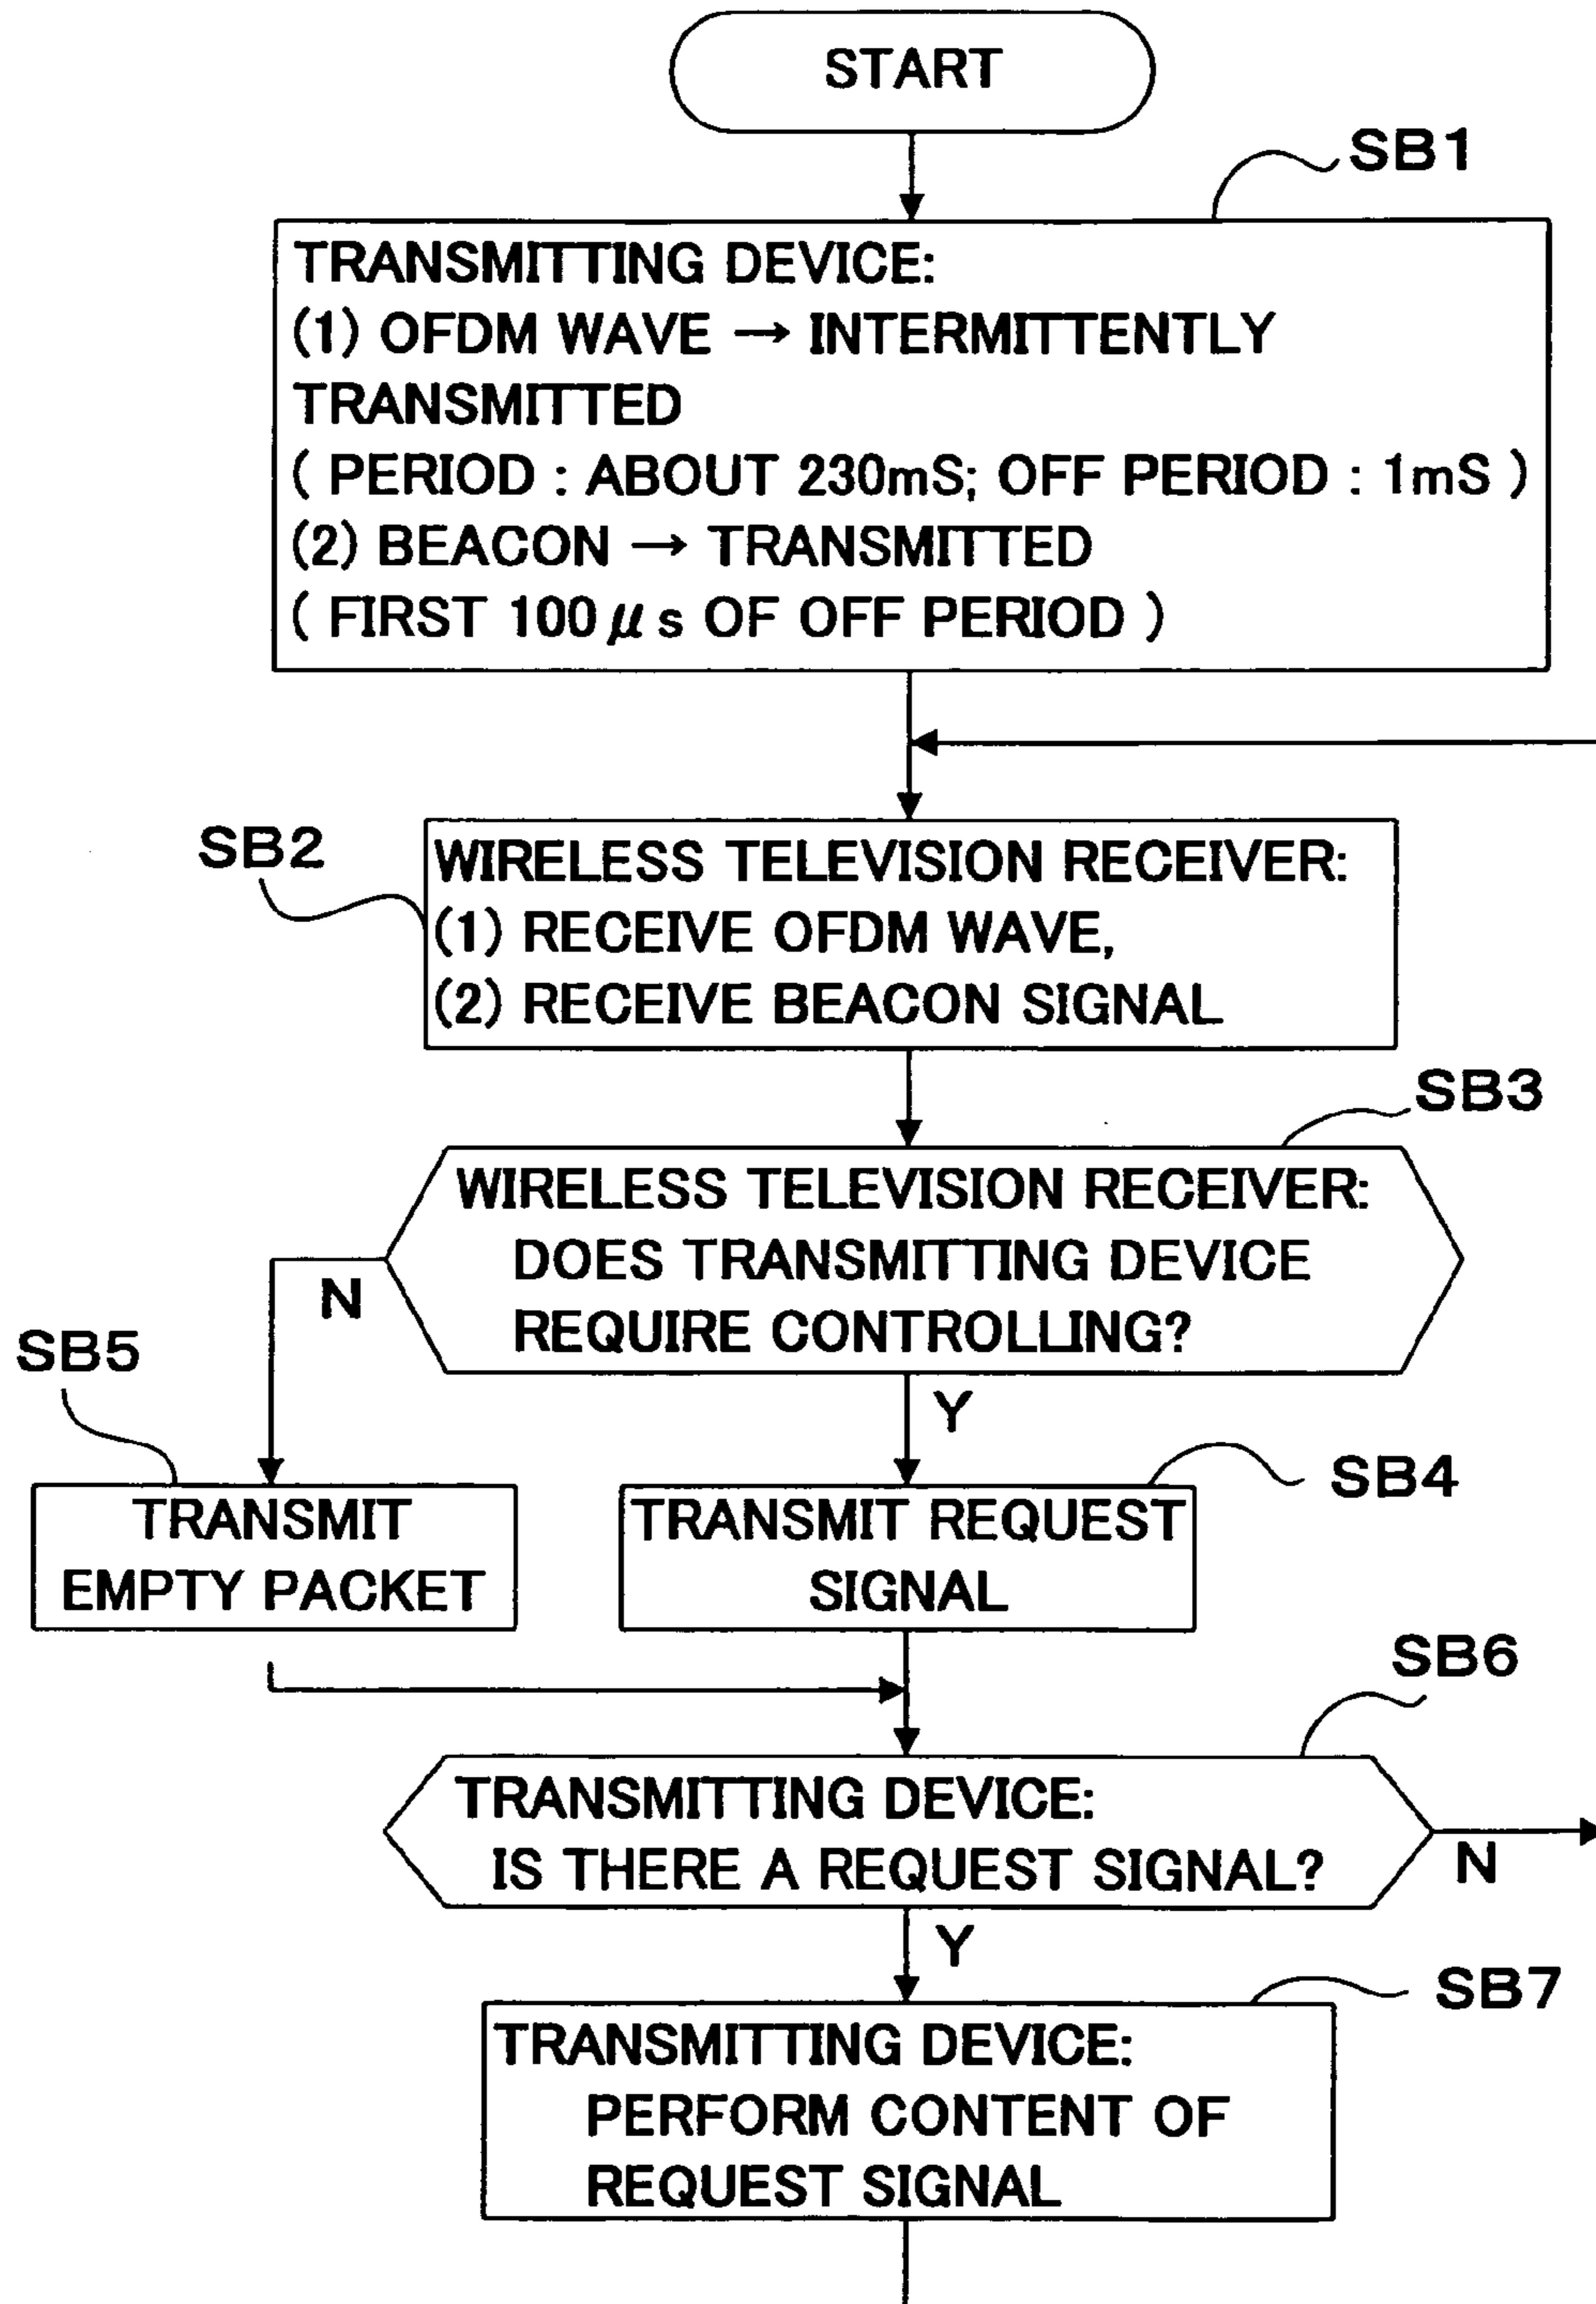 START
SB1
TRANSMITTING DEVICE:
(1) OFDM WAVE → INTERMITTENTLY
TRANSMITTED
( PERIOD : ABOUT 230mS; OFF PERIOD : 1mS )
(2) BEACON → TRANSMITTED
( FIRST 100μs OF OFF PERIOD )
SB2
WIRELESS TELEVISION RECEIVER:
(1) RECEIVE OFDM WAVE,
(2) RECEIVE BEACON SIGNAL
SB3
WIRELESS TELEVISION RECEIVER:
DOES TRANSMITTING DEVICE
REQUIRE CONTROLLING?
N
Y
SB5
TRANSMIT
EMPTY PACKET
SB4
TRANSMIT REQUEST
SIGNAL
SB6
TRANSMITTING DEVICE:
IS THERE A REQUEST SIGNAL?
N
Y
SB7
TRANSMITTING DEVICE:
PERFORM CONTENT OF
REQUEST SIGNAL